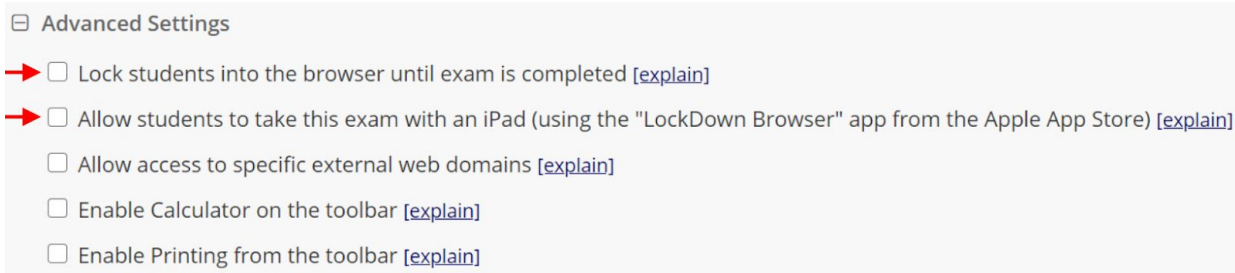 Advanced Settings
Lock students into the browser until exam is completed [explain]
Allow students to take this exam with an iPad (using the "LockDown Browser" app from the Apple App Store) [explain]
Allow access to specific external web domains [explain]
Enable Calculator on the toolbar [explain]
Enable Printing from the toolbar [explain]